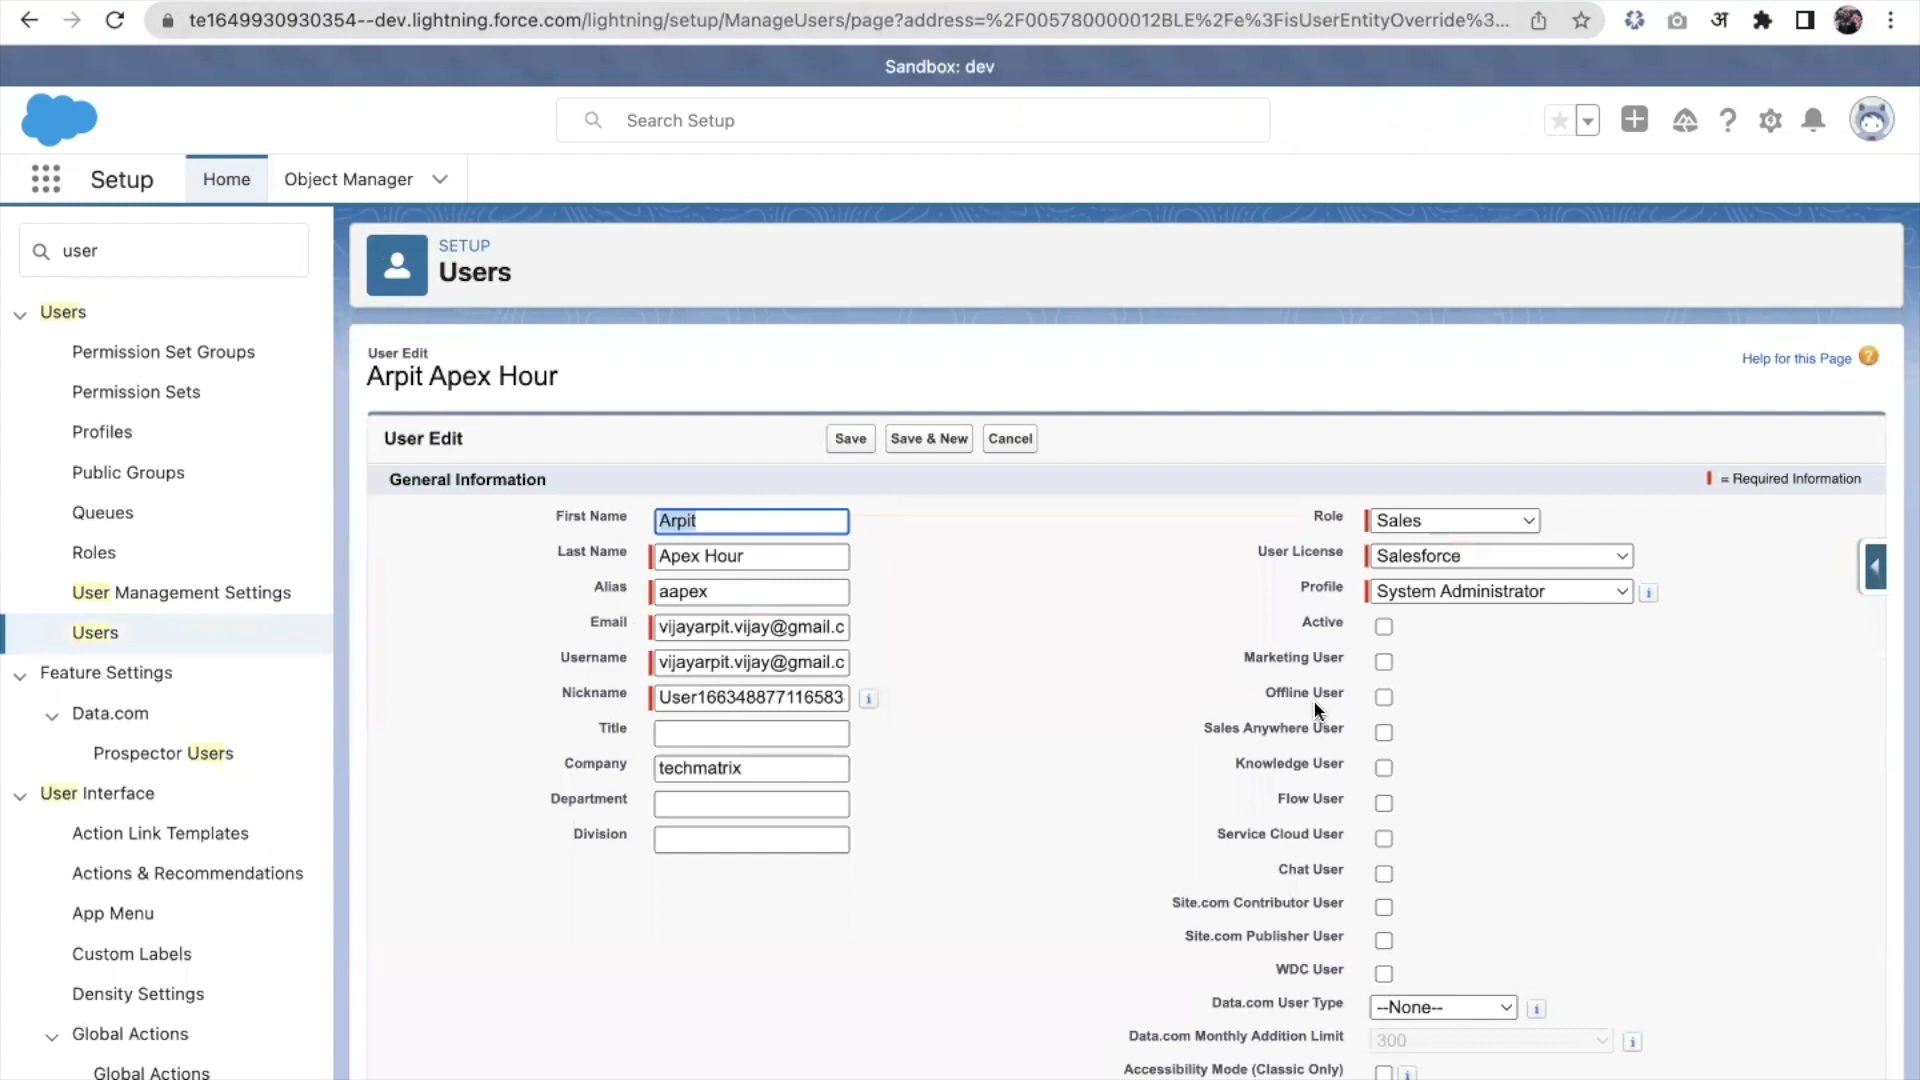 te1649930930354--dev.lightning.force.com/lightning/setup/ManageUsers/page?address=%2F005780000012BLE%2Fe%3FisUserEntityOverride%3...
अ
Sandbox: dev
Search Setup
Setup
Home
Object Manager
user
Users
Permission Set Groups
Permission Sets
Profiles
Public Groups
Queues
Roles
User Management Settings
Users
Feature Settings
Data.com
Prospector Users
User Interface
Action Link Templates
Actions & Recommendations
App Menu
Custom Labels
Density Settings
Global Actions
Global Actions
SETUP
Users
User Edit
Arpit Apex Hour
Help for this Page ?
User Edit
Save
Save & New
Cancel
General Information
= Required Information
First Name Arpit
Last Name Apex Hour
Alias aapex
Email vijayarpit.vijay@gmail.c
Username vijayarpit.vijay@gmail.c
Nickname User166348877116583 i
Title
Company techmatrix
Department
Division
Role Sales
User License Salesforce
Profile System Administrator i
Active
Marketing User
Offline User
Sales Anywhere User
Knowledge User
Flow User
Service Cloud User
Chat User
Site.com Contributor User
Site.com Publisher User
WDC User
Data.com User Type --None-- i
Data.com Monthly Addition Limit 300 i
Accessibility Mode (Classic Only) i